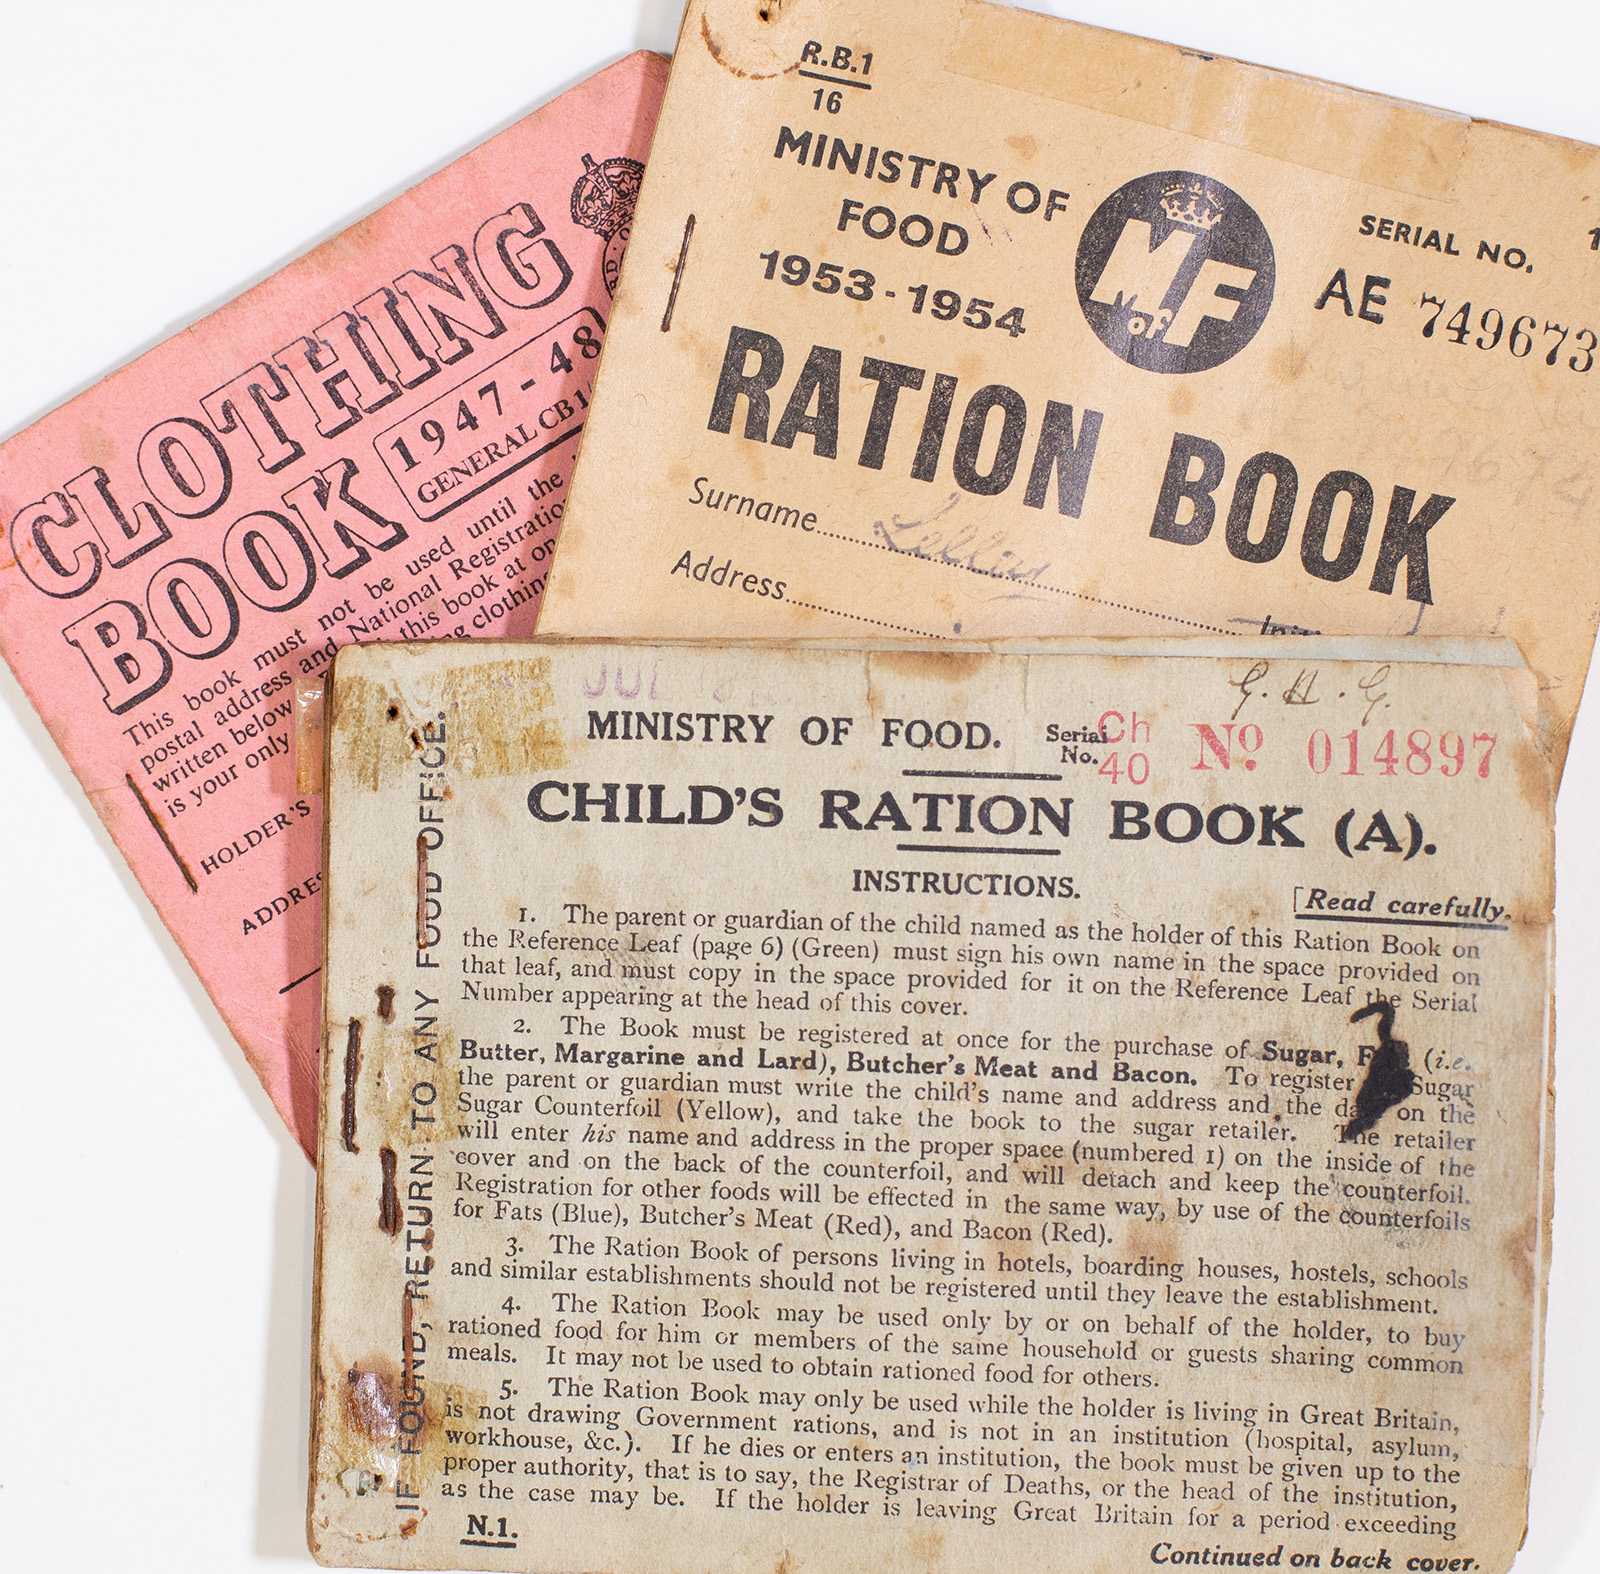 CLOTHING
BOOK
1947-48
GENERAL CB 1
This book must not be used until the
postal address and National Registratio
written below this book at
is your only ng clothing
HOLDER'S
ADDRES
R.B.1
16
MINISTRY OF
FOOD
1953-1954
M OF F
SERIAL NO.
AE 749673
RATION BOOK
Surname
Address
JUL
G. H. G.
MINISTRY OF FOOD.
Serial No. Ch 40 No 014897
CHILD'S RATION BOOK (A).
INSTRUCTIONS.
[Read carefully.
1. The parent or guardian of the child named as the holder of this Ration Book on
the Reference Leaf (page 6) (Green) must sign his own name in the space provided on
that leaf, and must copy in the space provided for it on the Reference Leaf the Serial
Number appearing at the head of this cover.
2. The Book must be registered at once for the purchase of Sugar, F (i.e.
Butter, Margarine and Lard), Butcher's Meat and Bacon. To register Sugar
the parent or guardian must write the child's name and address and the da on the
Sugar Counterfoil (Yellow), and take the book to the sugar retailer. The retailer
will enter his name and address in the proper space (numbered 1) on the inside of the
cover and on the back of the counterfoil, and will detach and keep the counterfoil.
Registration for other foods will be effected in the same way, by use of the counterfoils
for Fats (Blue), Butcher's Meat (Red), and Bacon (Red).
3. The Ration Book of persons living in hotels, boarding houses, hostels, schools
and similar establishments should not be registered until they leave the establishment.
4. The Ration Book may be used only by or on behalf of the holder, to buy
rationed food for him or members of the same household or guests sharing common
meals. It may not be used to obtain rationed food for others.
5. The Ration Book may only be used while the holder is living in Great Britain,
is not drawing Government rations, and is not in an institution (hospital, asylum,
workhouse, &c.). If he dies or enters an institution, the book must be given up to the
proper authority, that is to say, the Registrar of Deaths, or the head of the institution,
as the case may be. If the holder is leaving Great Britain for a period exceeding
N.1.
Continued on back cover.
IF FOUND, RETURN TO ANY FOOD OFFICE.